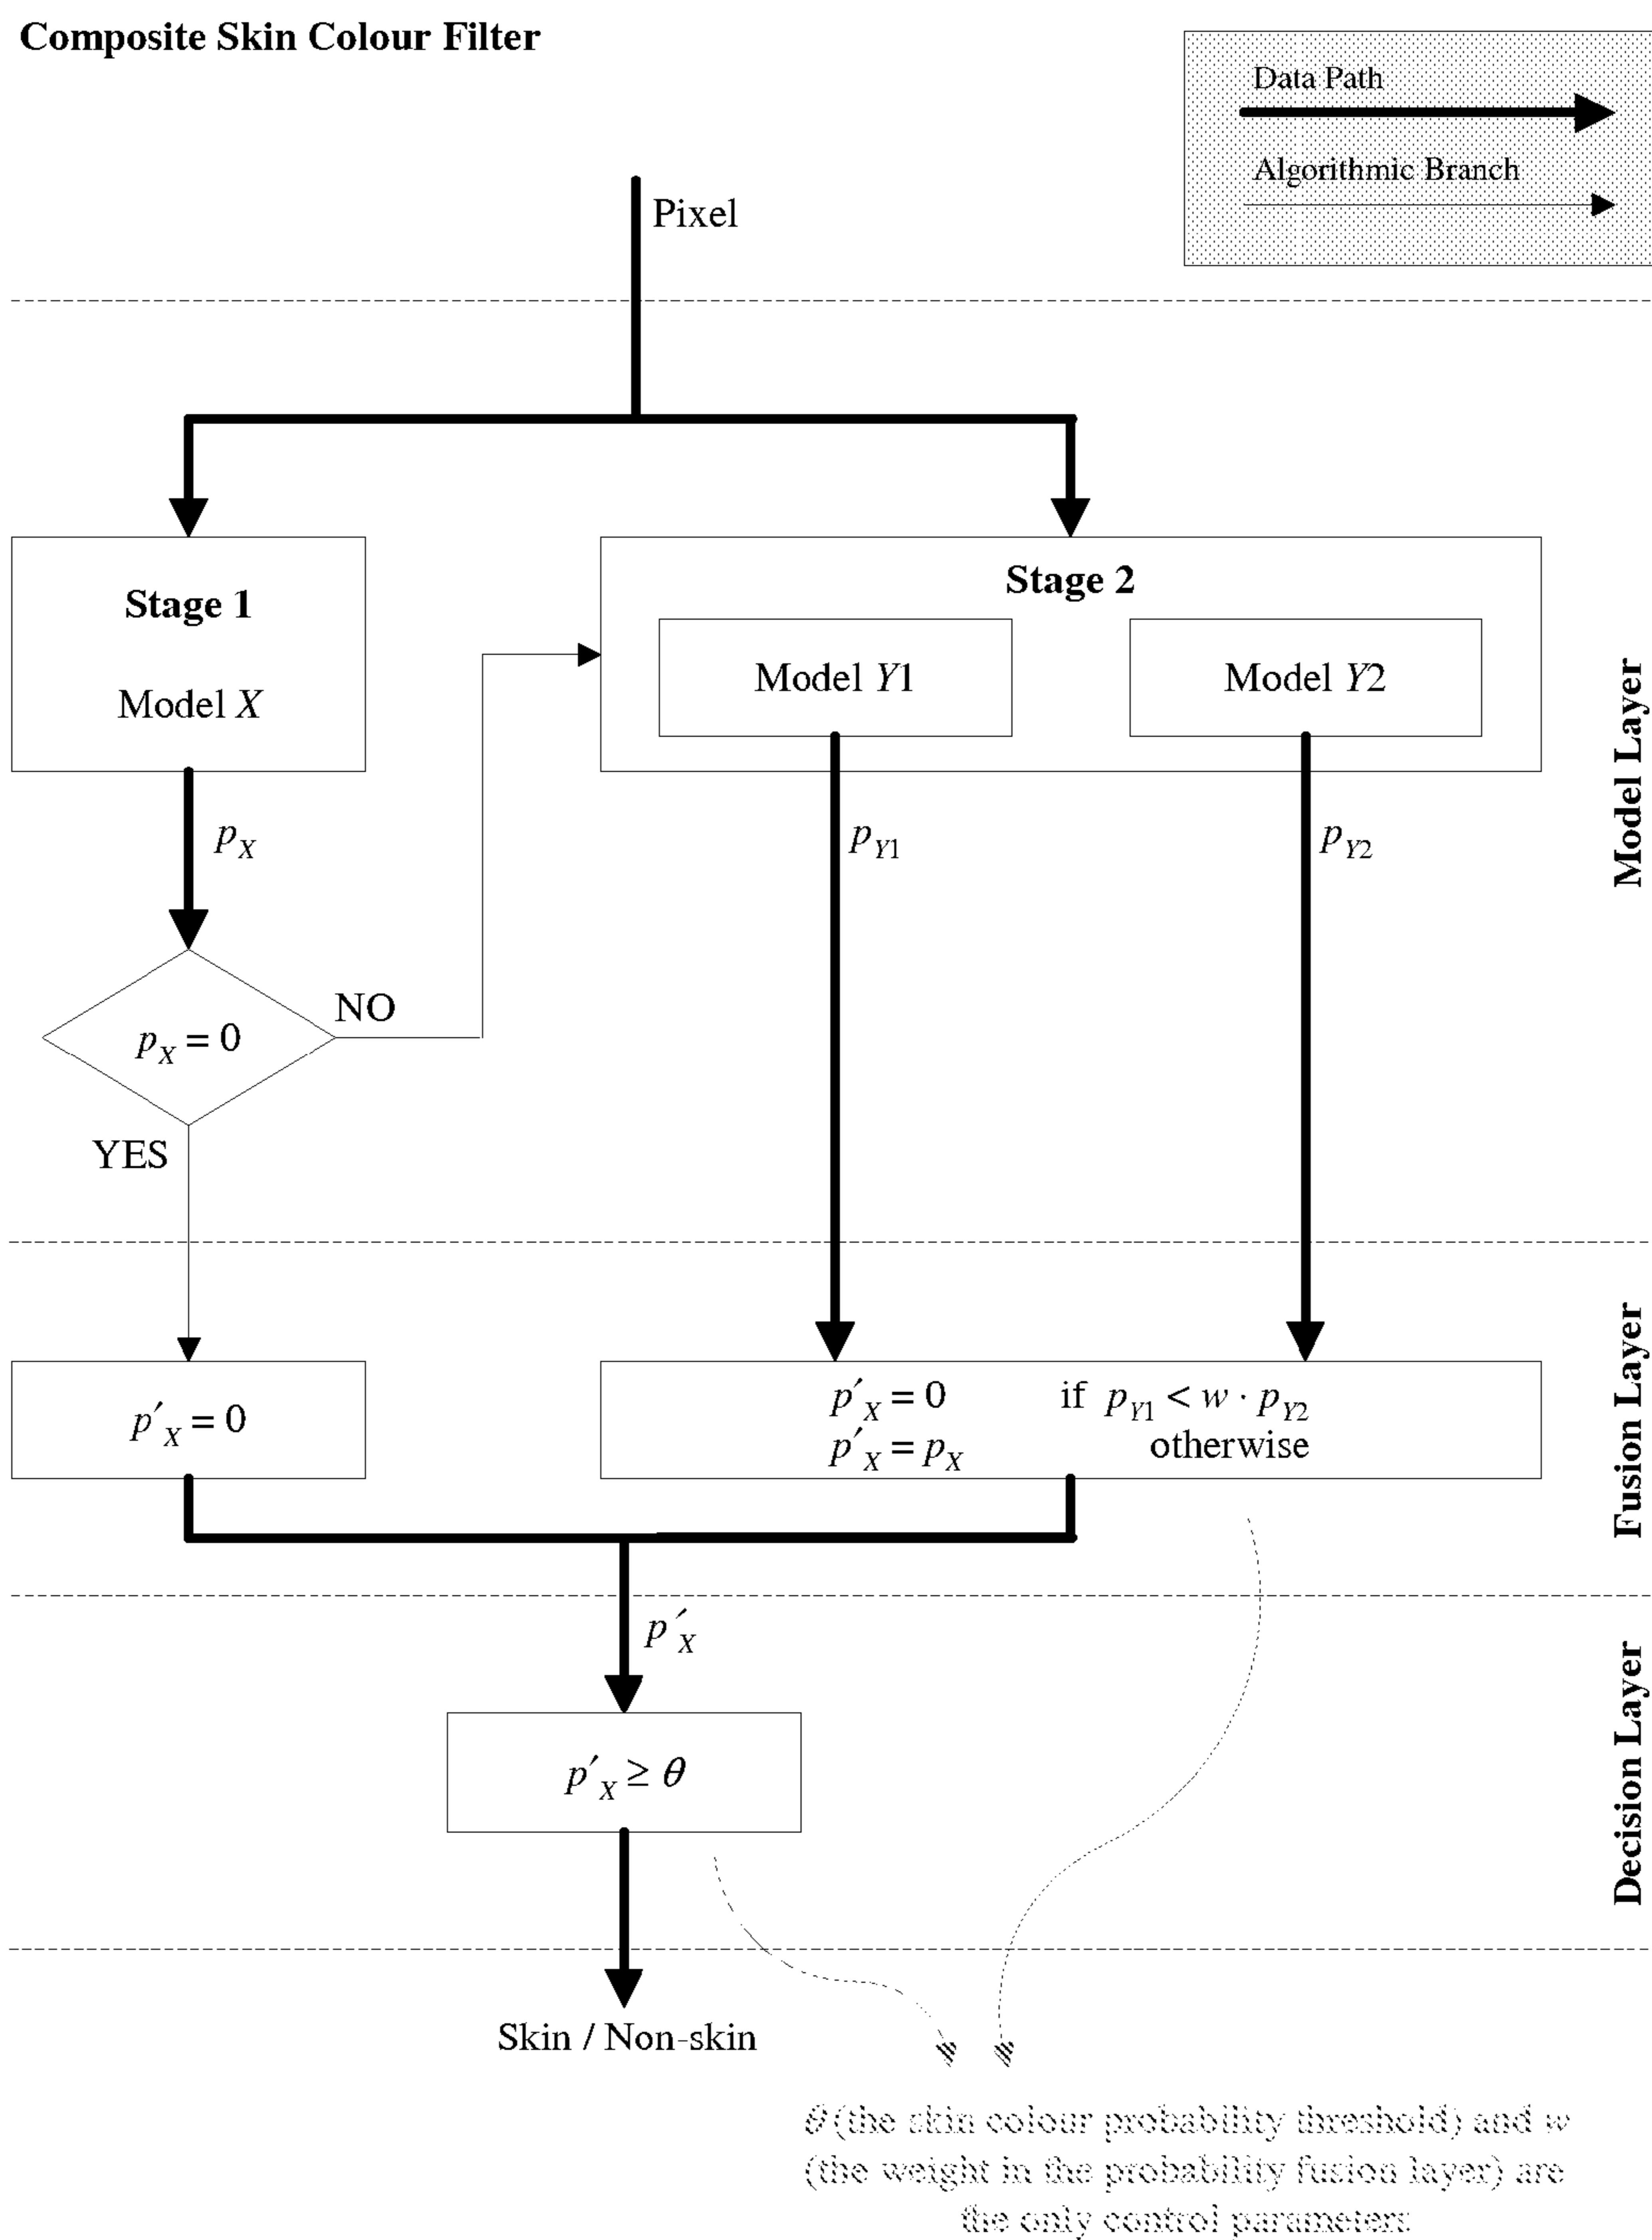 Composite Skin Colour Filter
Data Path
Algorithmic Branch
Pixel
Stage 1
Model X
Stage 2
Model Y1
Model Y2
p_X
p_Y1
p_Y2
p_X = 0
NO
YES
Model Layer
p′_X = 0
p′_X = 0 if p_Y1 < w · p_Y2
p′_X = p_X otherwise
Fusion Layer
p′_X
p′_X ≥ θ
Decision Layer
Skin / Non-skin
θ (the skin colour probability threshold) and w
(the weight in the probability fusion layer) are
the only control parameters